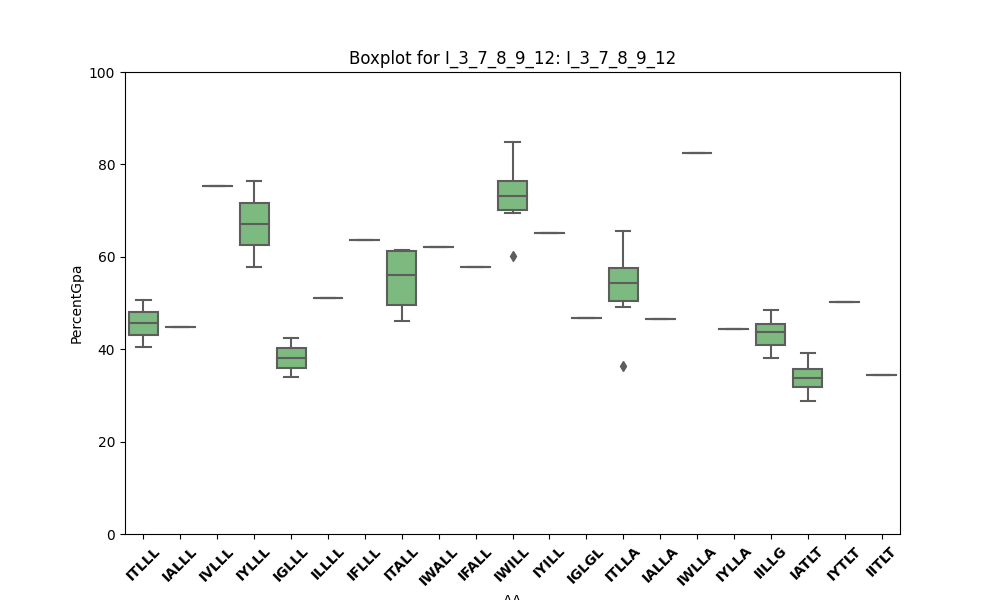 Boxplot for I_3_7_8_9_12: I_3_7_8_9_12
100
80
60
40
20
0
PercentGpa
ITLLL IALLL IVLLL IYLLL IGLLL ILLLL IFLLL ITALL IWALL IFALL IWILL IYILL IGLGL ITLLA IALLA IWLLA IYLLA IILLG IATLT IYTLT IITLT
AA